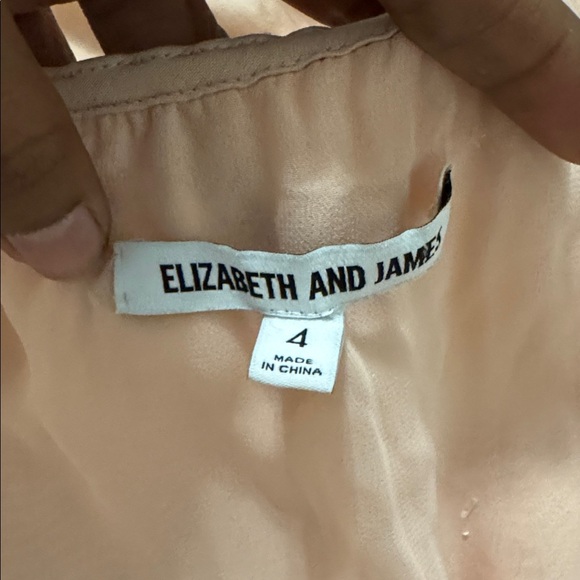 ELIZABETH AND JAMES
4
MADE
IN CHINA